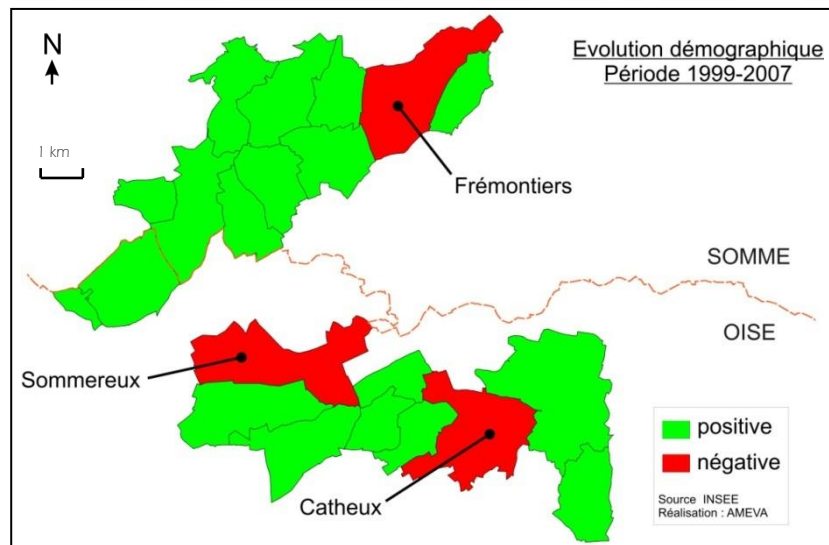 N
1 km
Evolution démographique
Période 1999-2007
Frémontiers
SOMME
OISE
Sommereux
Catheux
positive
négative
Source INSEE
Réalisation : AMEVA